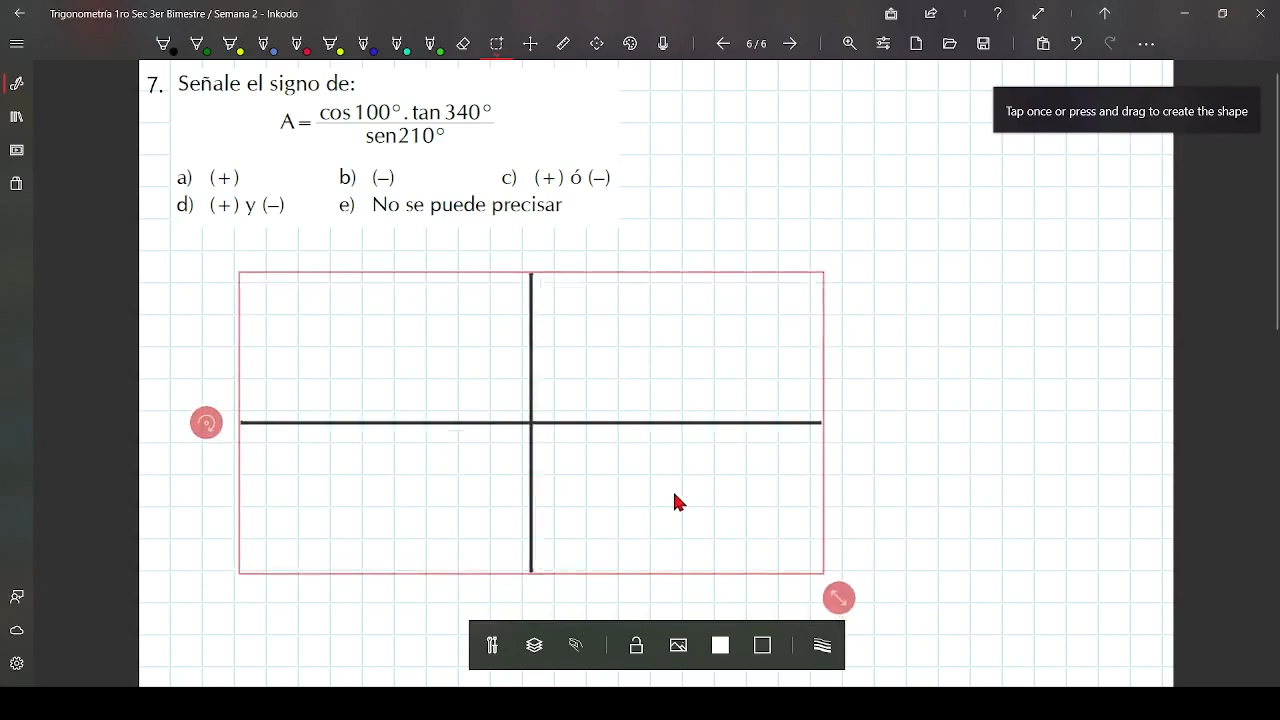 Trigonometría 1ro Sec 3er Bimestre / Semana 2 - Inkodo
6/6
Tap once or press and drag to create the shape
7. Señale el signo de:
A = cos 100° . tan 340°
sen210°
a) (+) b) (–) c) (+) ó (–)
d) (+) y (–) e) No se puede precisar